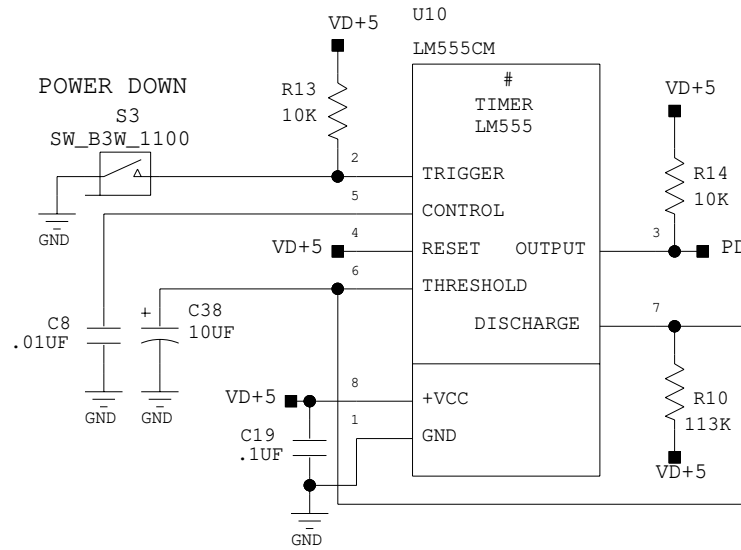 U10
LM555CM
VD+5
#
TIMER
LM555
POWER DOWN
S3
SW_B3W_1100
R13
10K
VD+5
R14
10K
2
TRIGGER
5
CONTROL
GND
VD+5
4
RESET
OUTPUT
3
PD
6
THRESHOLD
C8
.01UF
+
C38
10UF
DISCHARGE
7
GND
GND
VD+5
8
+VCC
R10
113K
C19
.1UF
1
GND
VD+5
GND